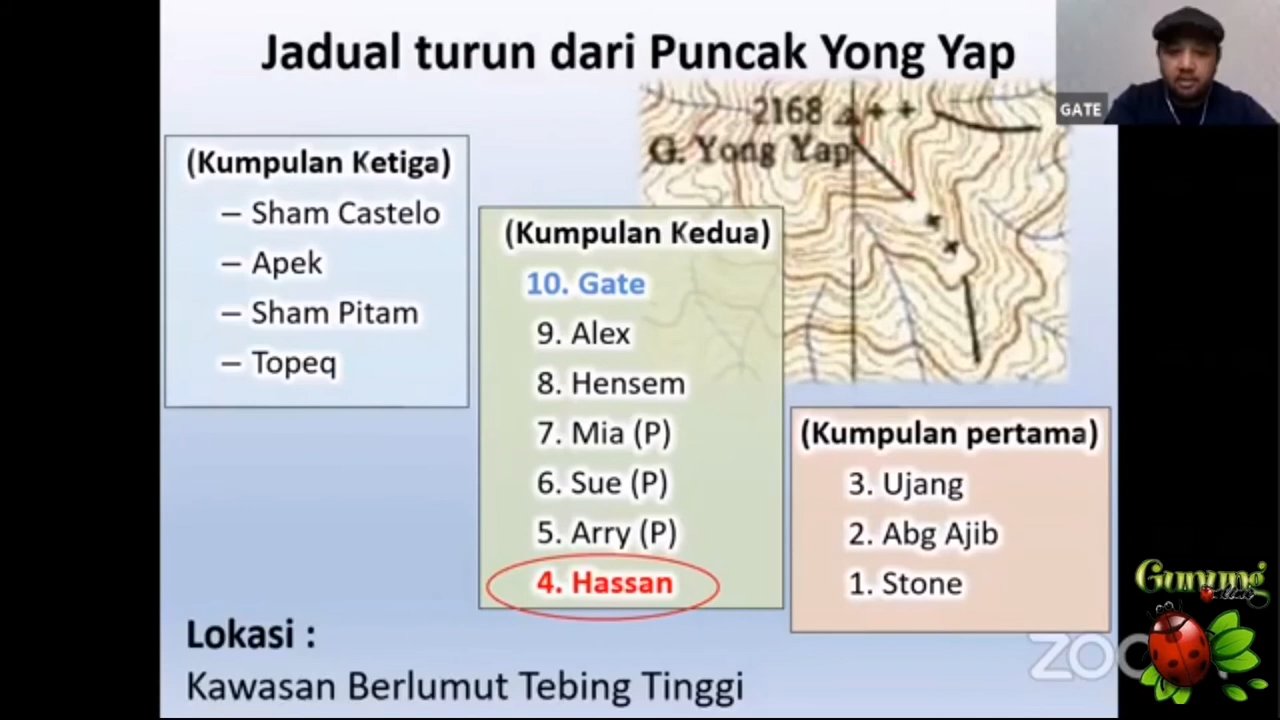 Jadual turun dari Puncak Yong Yap
GATE
2168
G. Yong Yap
(Kumpulan Ketiga)
– Sham Castelo
– Apek
– Sham Pitam
– Topeq
(Kumpulan Kedua)
10. Gate
9. Alex
8. Hensem
7. Mia (P)
6. Sue (P)
5. Arry (P)
4. Hassan
(Kumpulan pertama)
3. Ujang
2. Abg Ajib
1. Stone
Lokasi :
Kawasan Berlumut Tebing Tinggi
Gunung